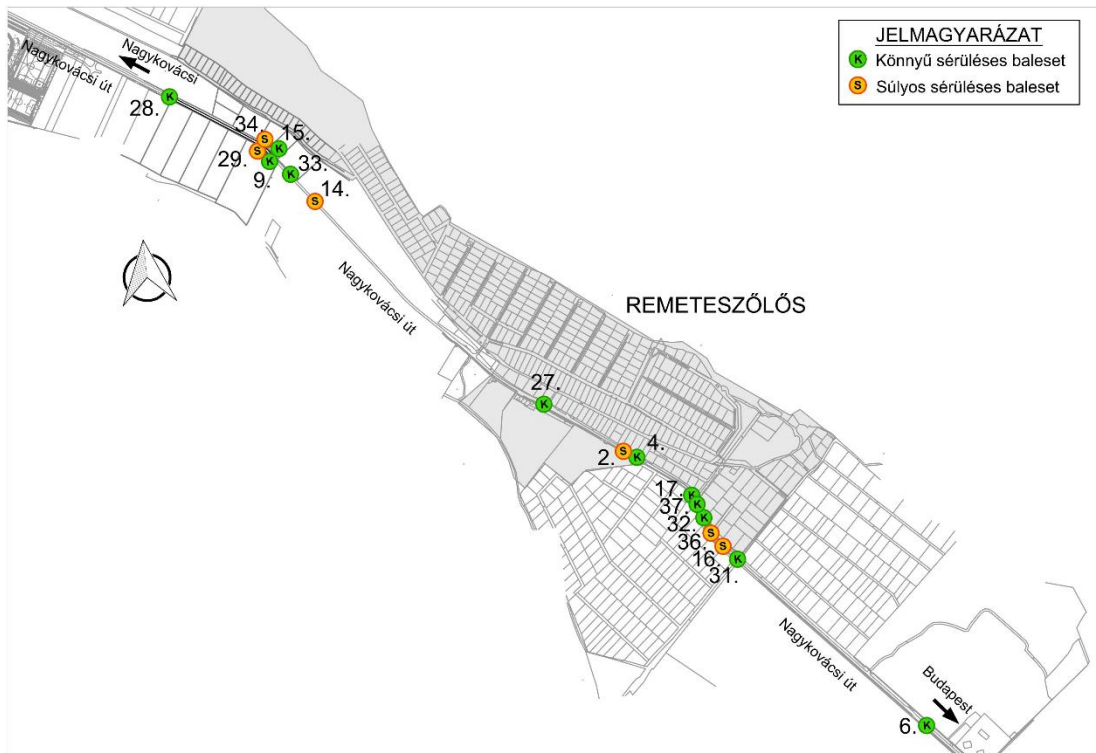 JELMAGYARÁZAT
K Könnyű sérüléses baleset
S Súlyos sérüléses baleset
Nagykovácsi
Nagykovácsi út
K
28.
34.
S
K
15.
29.
S
9.
K
K
33.
S
14.
Nagykovácsi út
REMETESZŐLŐS
27.
K
2.
S
K
4.
17.
K
37.
K
32.
K
36.
S
16.
S
31.
K
Nagykovácsi út
Budapest
6.
K